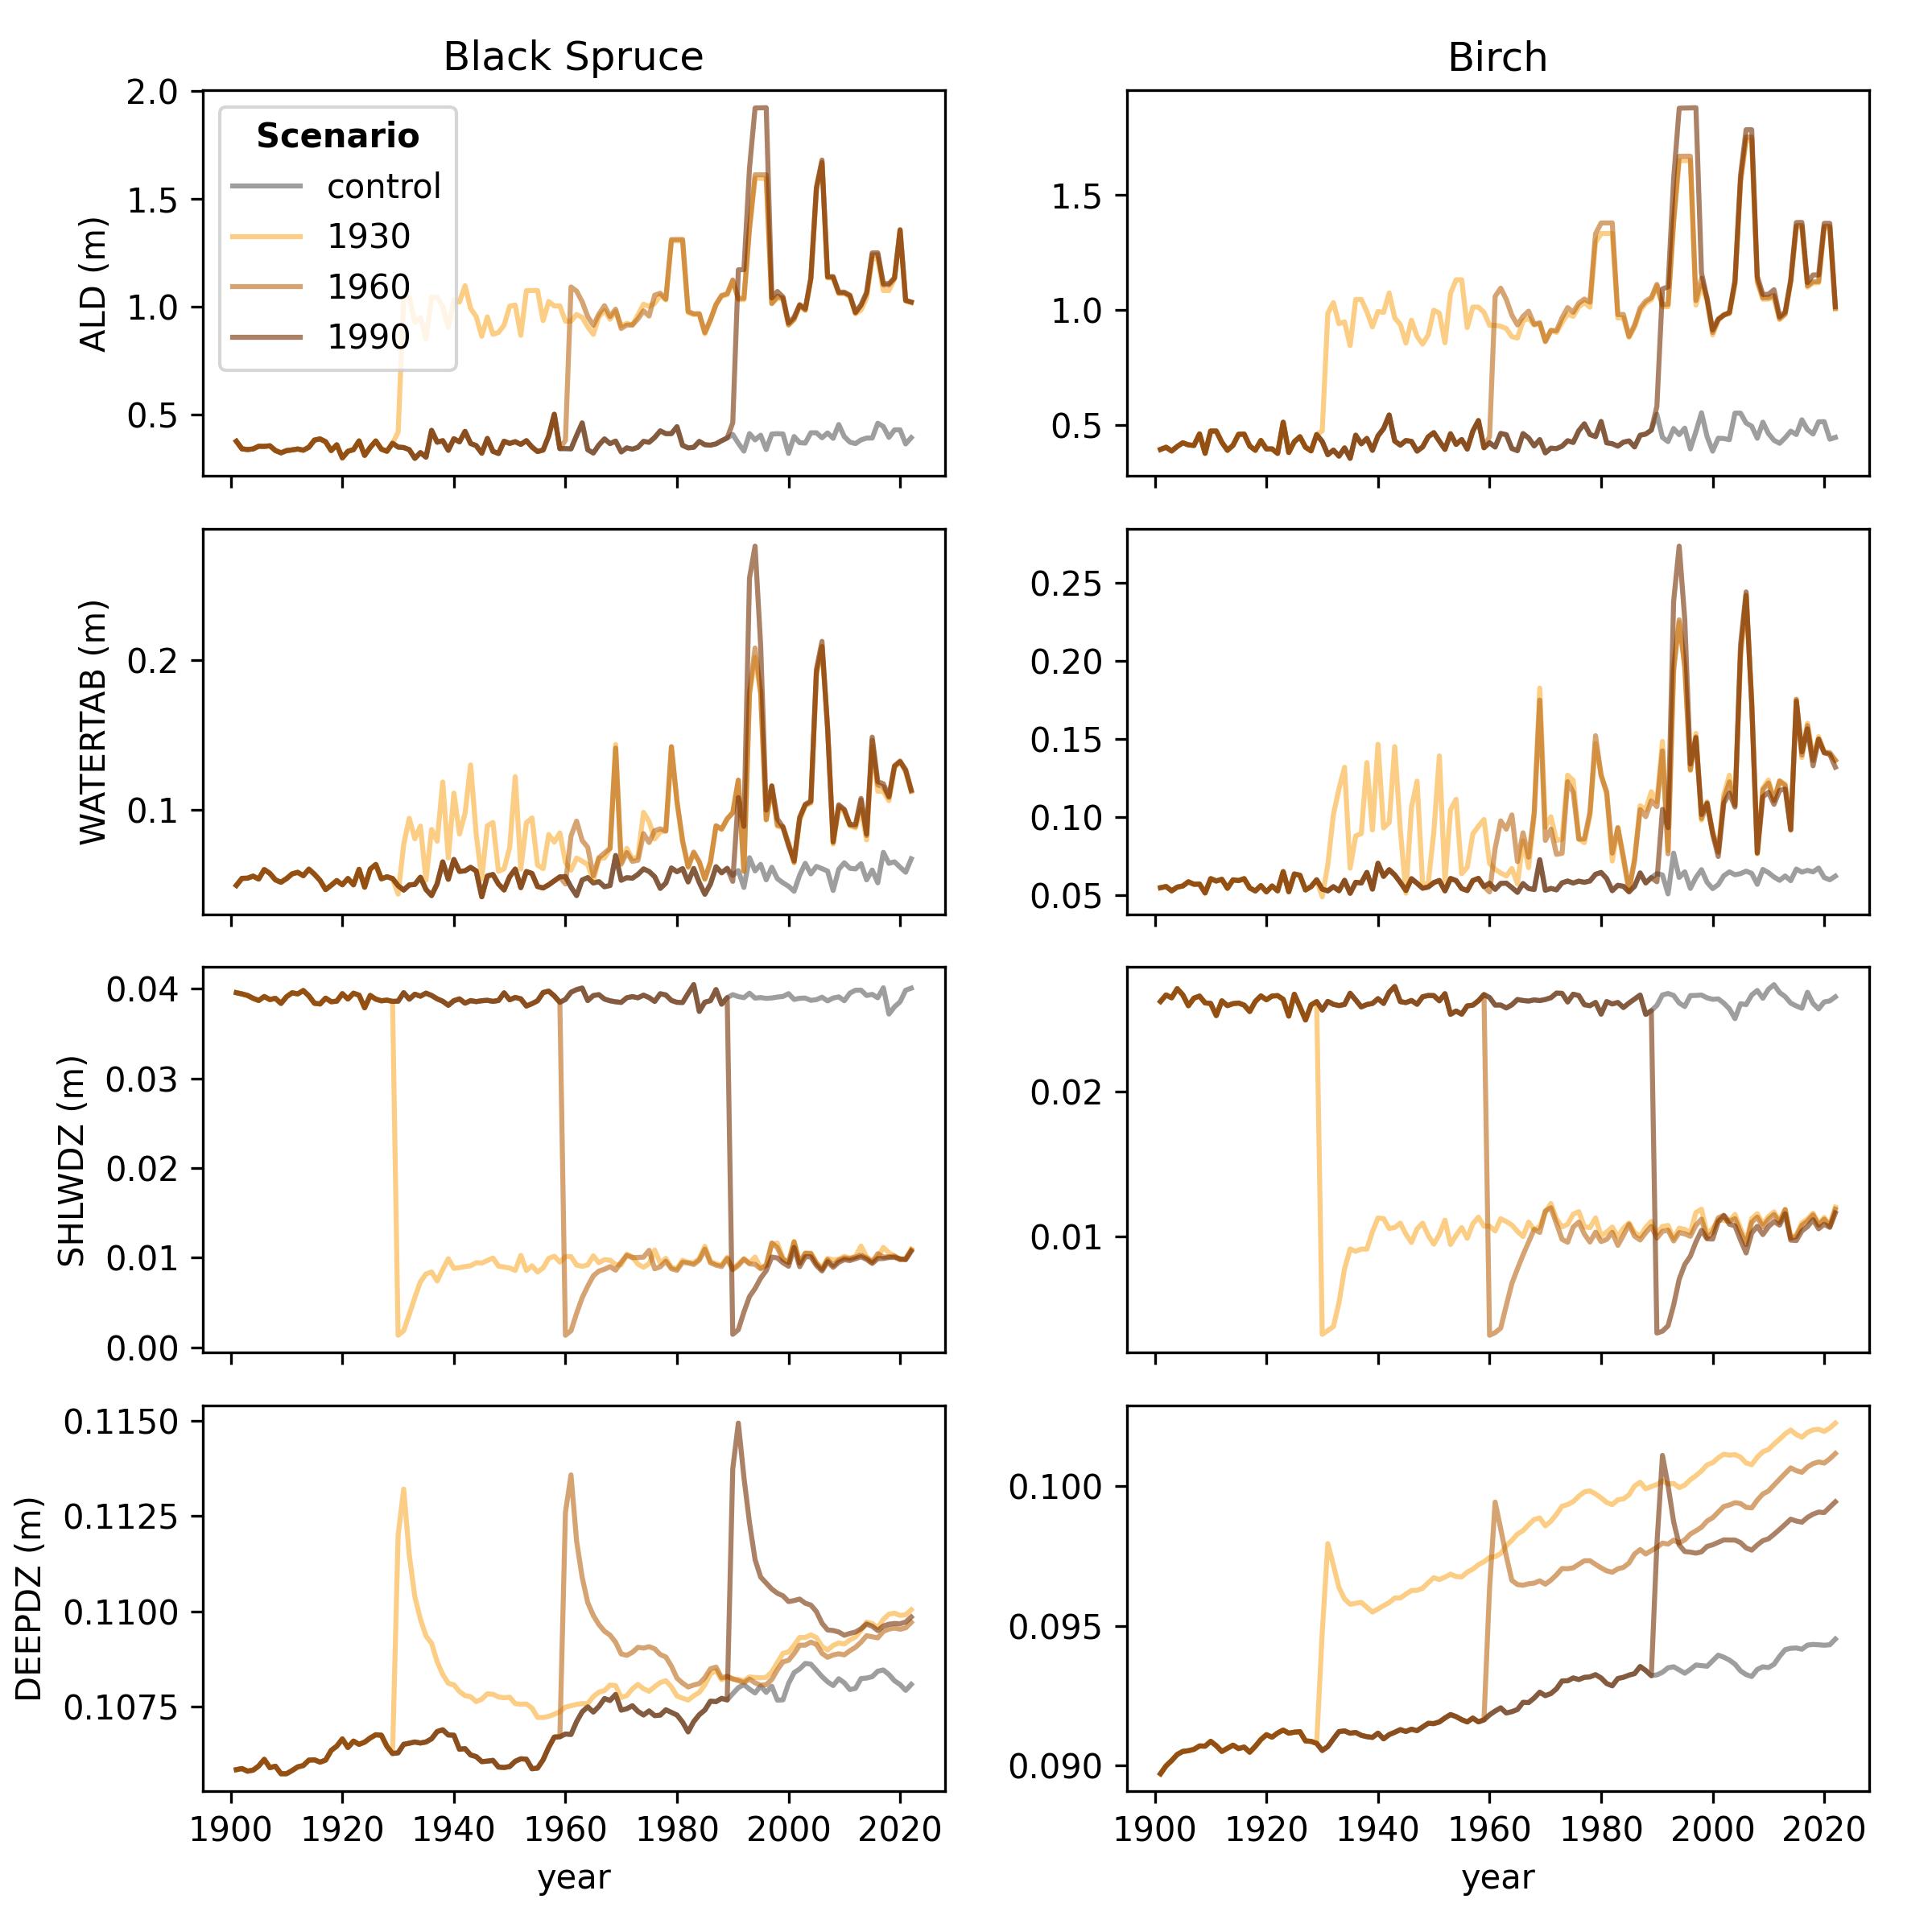 Black Spruce
Birch
2.0
1.5
1.0
0.5
ALD (m)
Scenario
control
1930
1960
1990
1.5
1.0
0.5
0.2
0.1
WATERTAB (m)
0.25
0.20
0.15
0.10
0.05
0.04
0.03
0.02
0.01
0.00
SHLWDZ (m)
0.02
0.01
0.1150
0.1125
0.1100
0.1075
DEEPDZ (m)
1900 1920 1940 1960 1980 2000 2020
year
0.100
0.095
0.090
1900 1920 1940 1960 1980 2000 2020
year